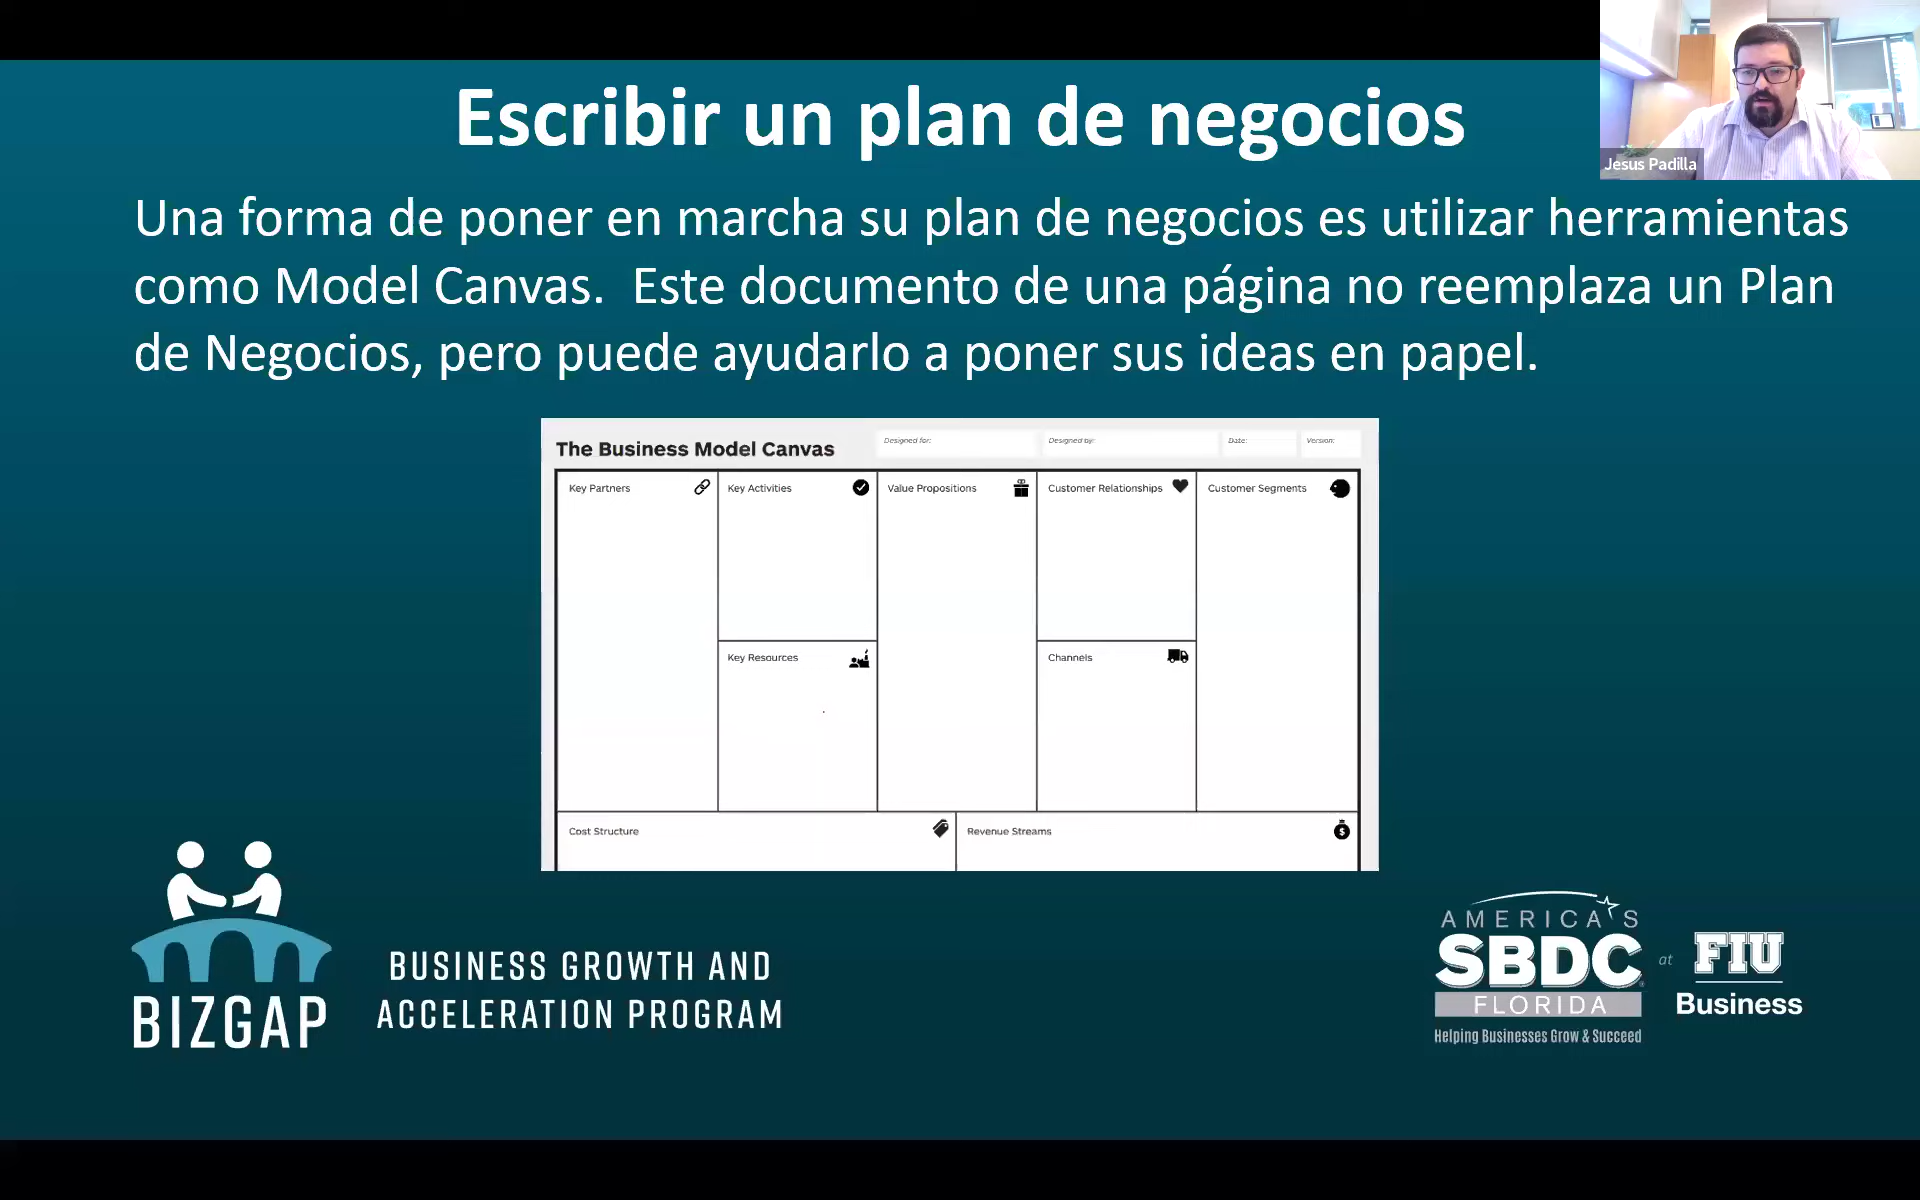 Escribir un plan de negocios
Jesus Padilla
Una forma de poner en marcha su plan de negocios es utilizar herramientas
como Model Canvas.  Este documento de una página no reemplaza un Plan
de Negocios, pero puede ayudarlo a poner sus ideas en papel.
The Business Model Canvas
Designed for:
Designed by:
Date:
Version:
Key Partners
Key Activities
Value Propositions
Customer Relationships
Customer Segments
Key Resources
Channels
Cost Structure
Revenue Streams
BIZGAP
BUSINESS GROWTH AND
ACCELERATION PROGRAM
AMERICA'S
SBDC
FLORIDA
Helping Businesses Grow & Succeed
at
FIU
Business